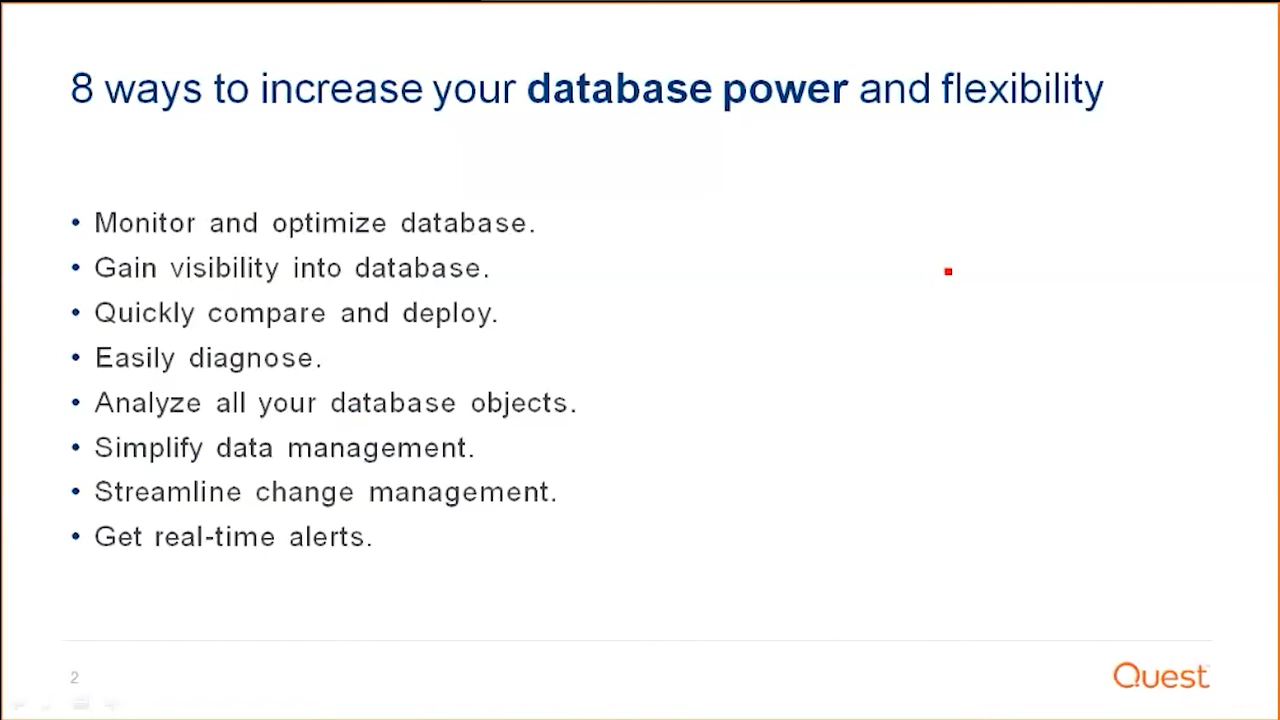 8 ways to increase your database power and flexibility
• Monitor and optimize database.
• Gain visibility into database.
• Quickly compare and deploy.
• Easily diagnose.
• Analyze all your database objects.
• Simplify data management.
• Streamline change management.
• Get real-time alerts.
2
Quest